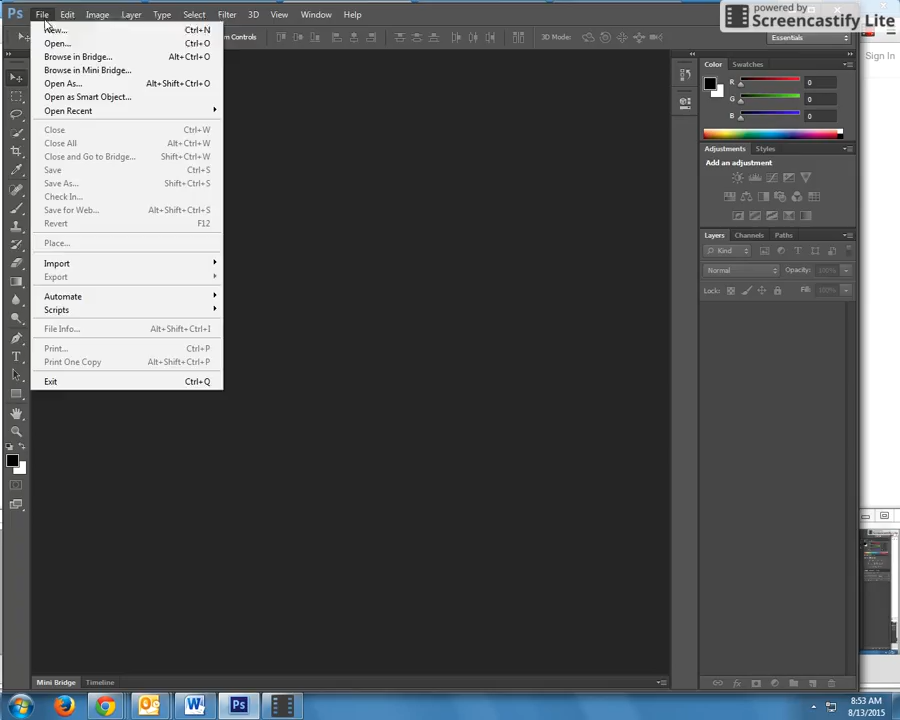 powered by
Screencastify Lite
Ps File Edit Image Layer Type Select Filter 3D View Window Help
Controls 3D Mode: Essentials
Sign In
New... Ctrl+N
Open... Ctrl+O
Browse in Bridge... Alt+Ctrl+O
Browse in Mini Bridge...
Open As... Alt+Shift+Ctrl+O
Open as Smart Object...
Open Recent
Close Ctrl+W
Close All Alt+Ctrl+W
Close and Go to Bridge... Shift+Ctrl+W
Save Ctrl+S
Save As... Shift+Ctrl+S
Check In...
Save for Web... Alt+Shift+Ctrl+S
Revert F12
Place...
Import
Export
Automate
Scripts
File Info... Alt+Shift+Ctrl+I
Print... Ctrl+P
Print One Copy Alt+Shift+Ctrl+P
Exit Ctrl+Q
Color Swatches
R 0
G 0
B 0
Adjustments Styles
Add an adjustment
Layers Channels Paths
Kind
Normal Opacity: 100%
Lock: Fill: 100%
Mini Bridge Timeline
8:53 AM
8/13/2015